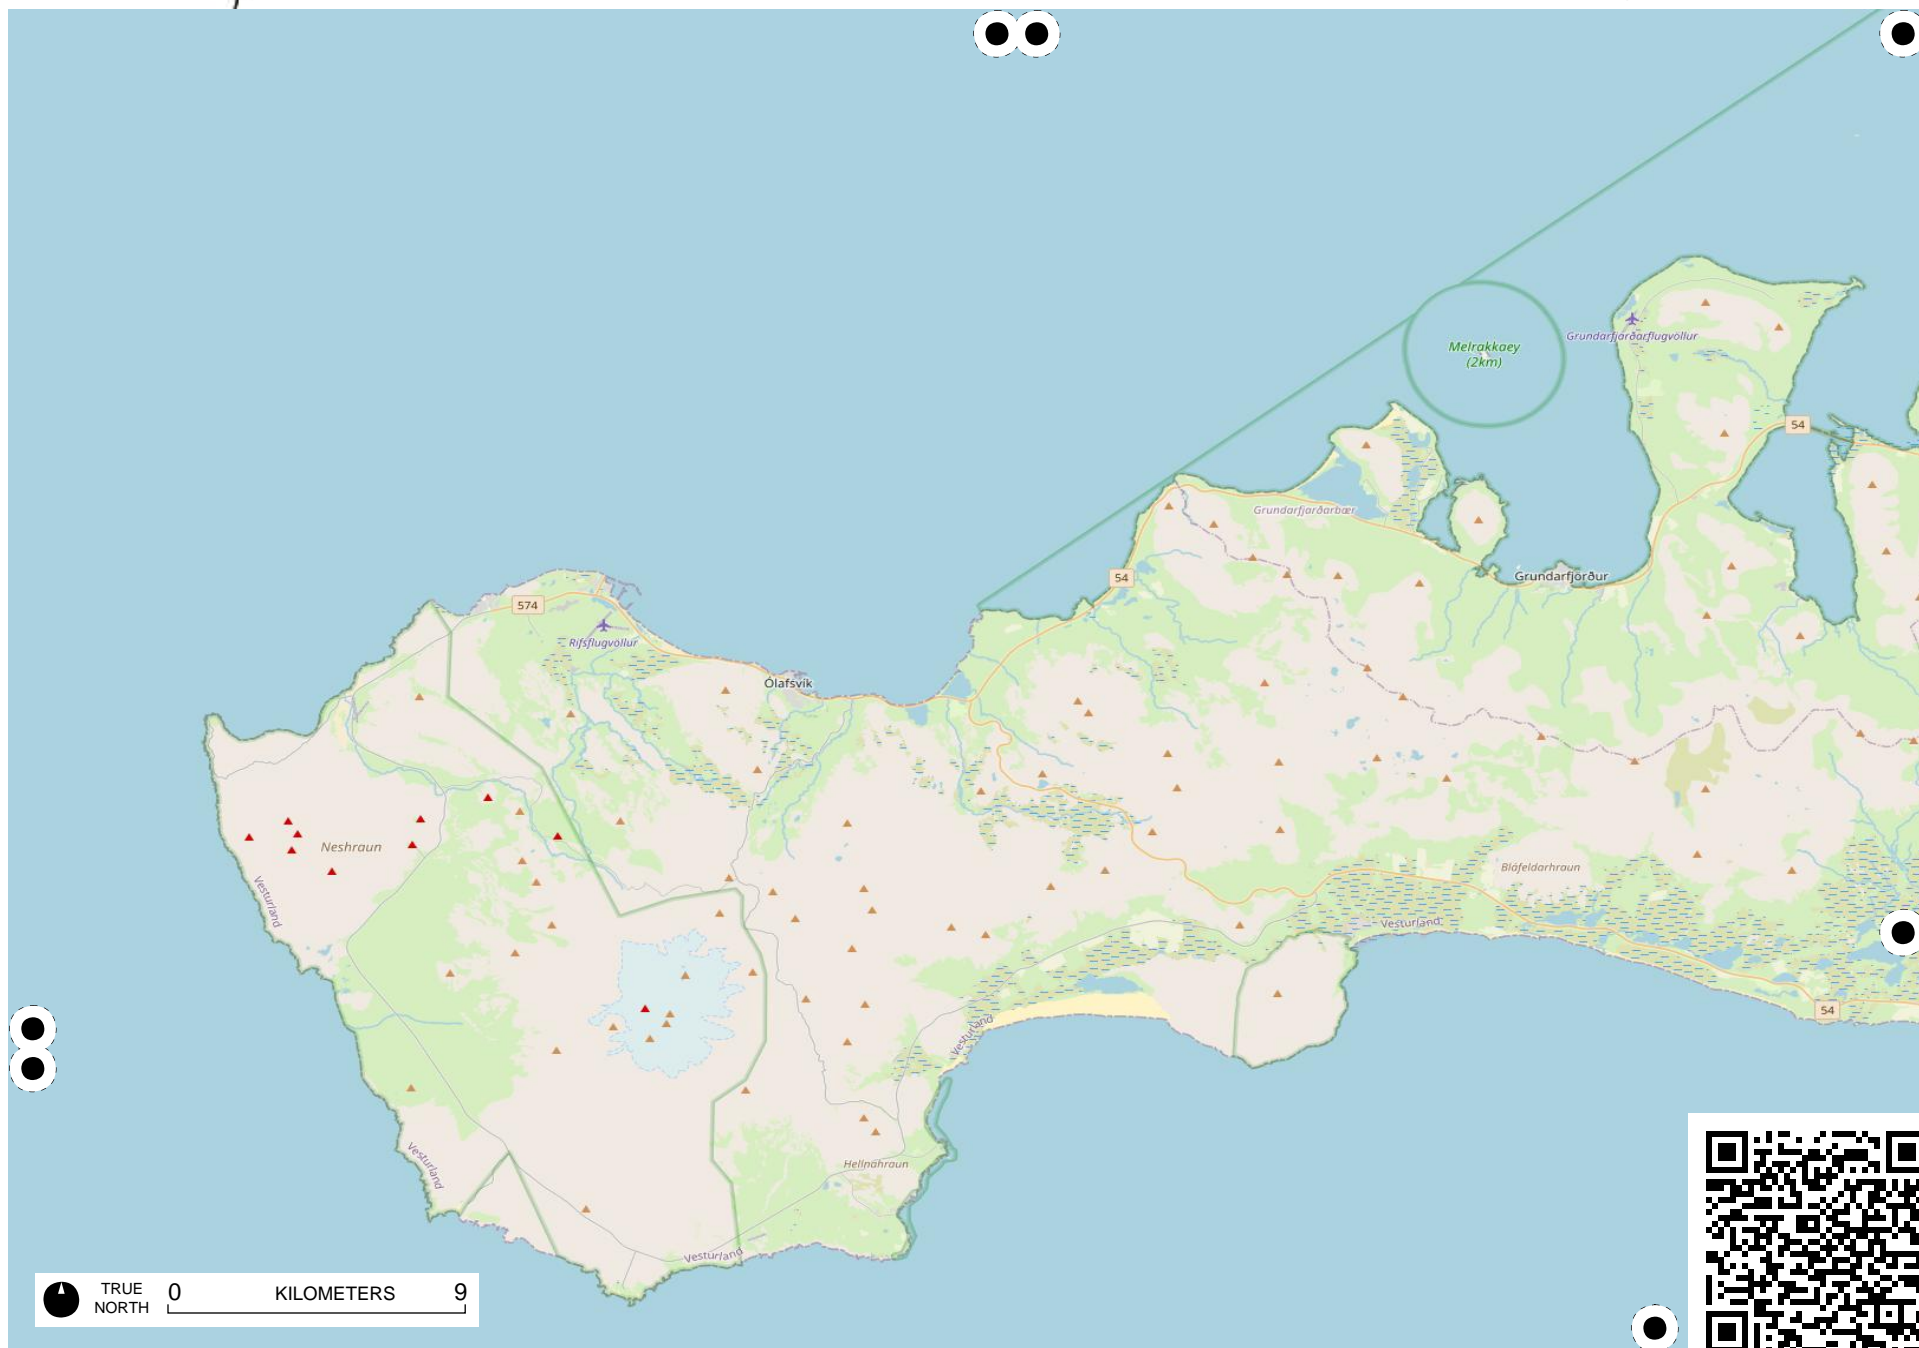 Melrakkaey
(2km)
Grundarfjarðarflugvöllur
54
Grundarfjarðarbær
54
Grundarfjörður
574
Rifsflugvöllur
Ólafsvík
Neshraun
Vesturland
Bláfeldarhraun
Vesturland
54
Vesturland
Hellnahraun
Vesturland
Vesturland
TRUE
NORTH
0 KILOMETERS 9